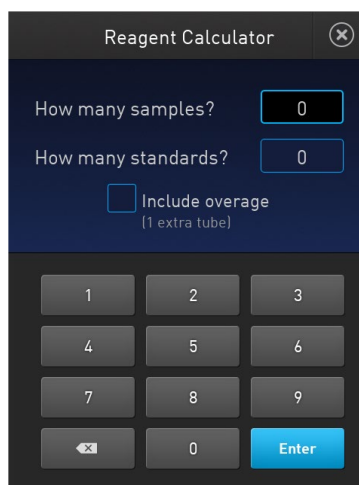 Reagent Calculator
How many samples? 0
How many standards? 0
Include overage
(1 extra tube)
1 2 3
4 5 6
7 8 9
0 Enter